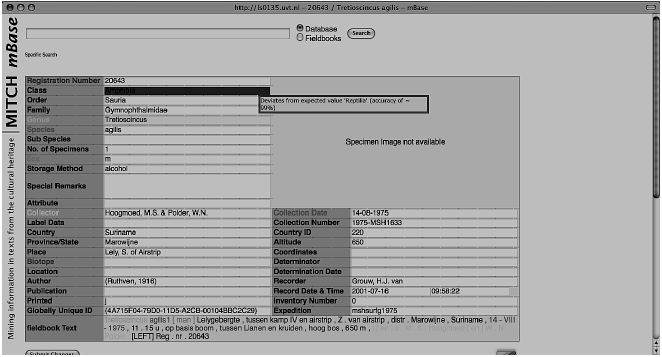 http://ls0135.uvt.nl – 20643 / Tretioscincus agilis – mBase
MITCH mBase
Mining information in texts from the cultural heritage
Database
Fieldbooks
Search
Specific Search
Registration Number 20643
Class Amphibia
Deviates from expected value 'Reptilia' (accuracy of ~ 99%)
Order Sauria
Family Gymnophthalmidae
Genus Tretioscincus
Species agilis
Sub Species
No. of Specimens 1
Sex m
Storage Method alcohol
Specimen Image not available
Special Remarks
Attribute
Collector Hoogmoed, M.S. & Polder, W.N. Collection Date 14-08-1975
Label Data Collection Number 1975-MSH1633
Country Suriname Country ID 220
Province/State Marowijne Altitude 650
Place Lely, S. of Airstrip Coordinates
Biotope Determinator
Location Determination Date
Author (Ruthven, 1916) Recorder Grouw, H.J. van
Publication Record Date & Time 2001-07-16 09:58:22
Printed j Inventory Number 0
Globally Unique ID {4A715F04-79D0-11D5-A2CB-00104BBC2C29} Expedition mshsurig1975
Tretioscincus agilis1 [ man ] Lelygebergte , tussen kamp IV en airstrip , Z . van airstrip , distr . Marowijne , Suriname , 14 - VIII
fieldbook Text - 1975 , 11 . 15 u , op basis boom , tussen Lianen en kruiden , hoog bos , 650 m ,
[LEFT] Reg . nr . 20643
Submit Changes